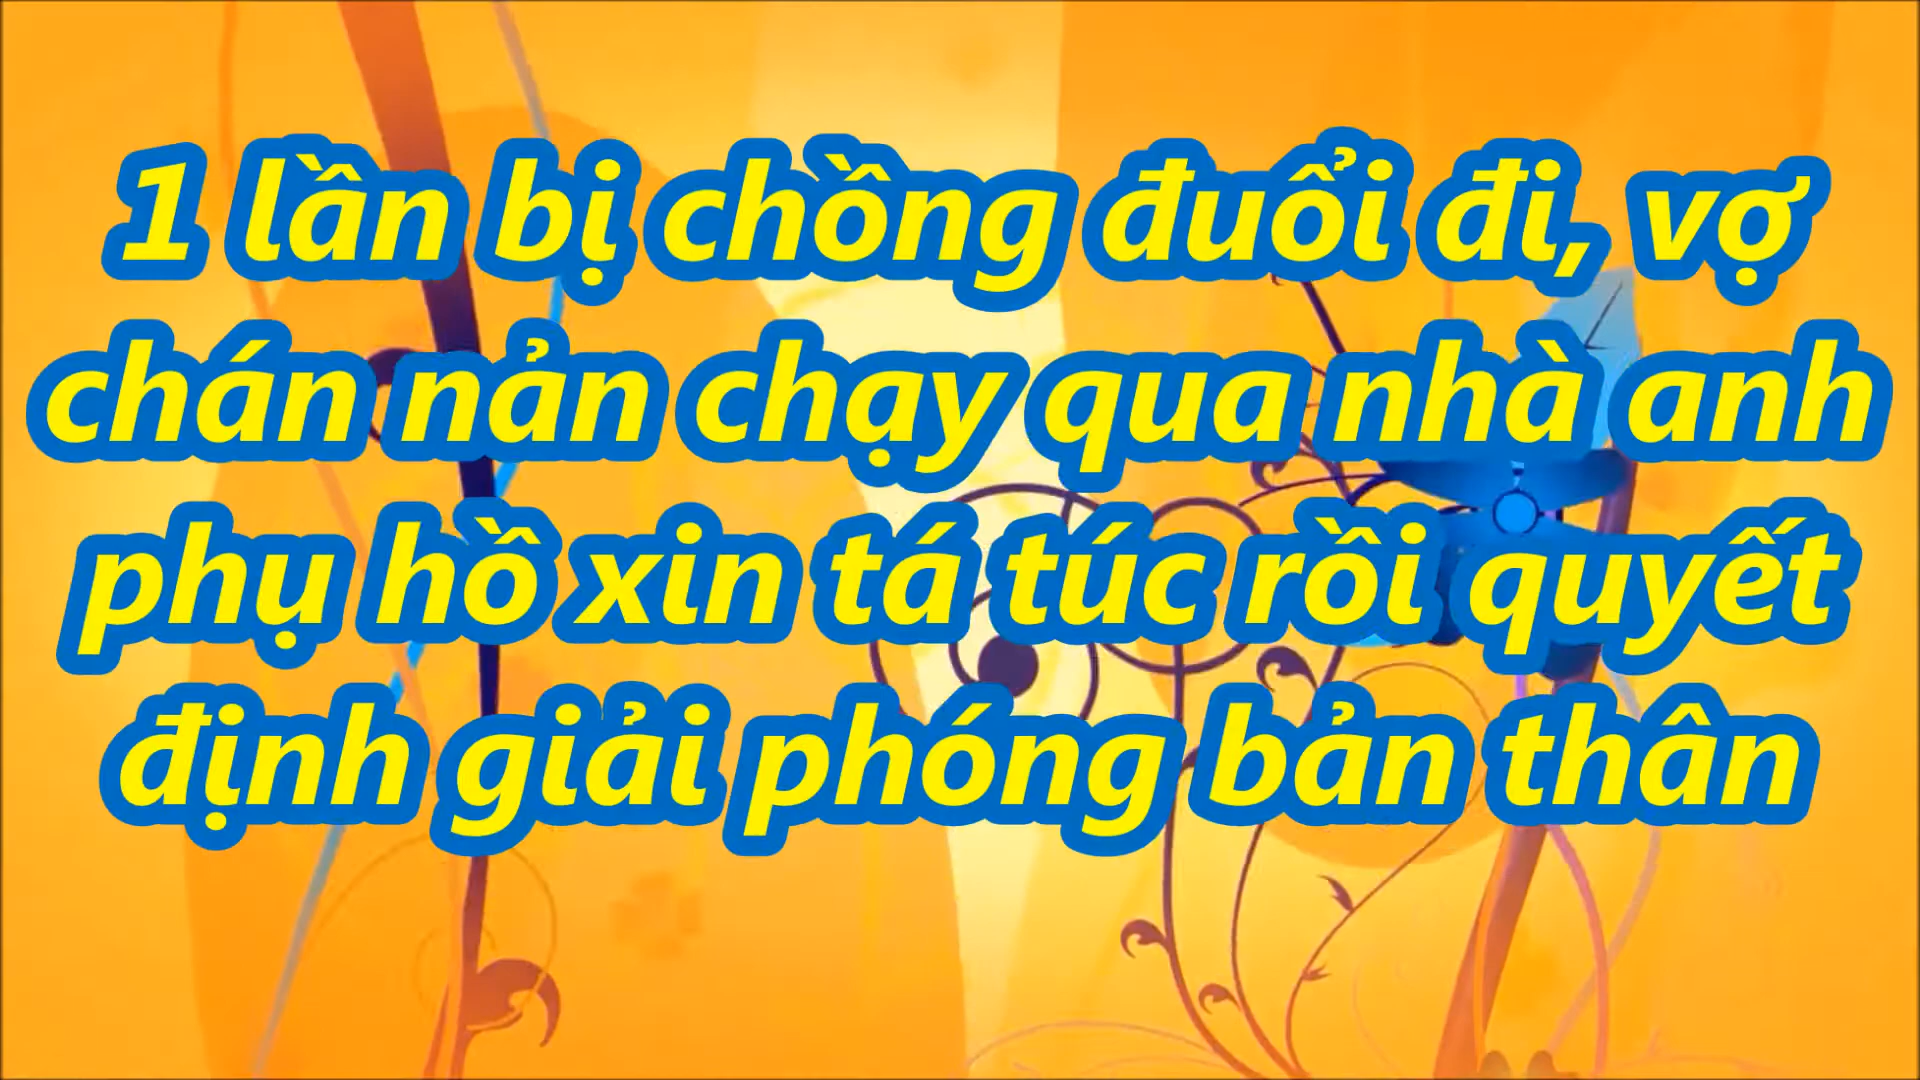 1 lần bị chồng đuổi đi, vợ
chán nản chạy qua nhà anh
phụ hồ xin tá túc rồi quyết
định giải phóng bản thân